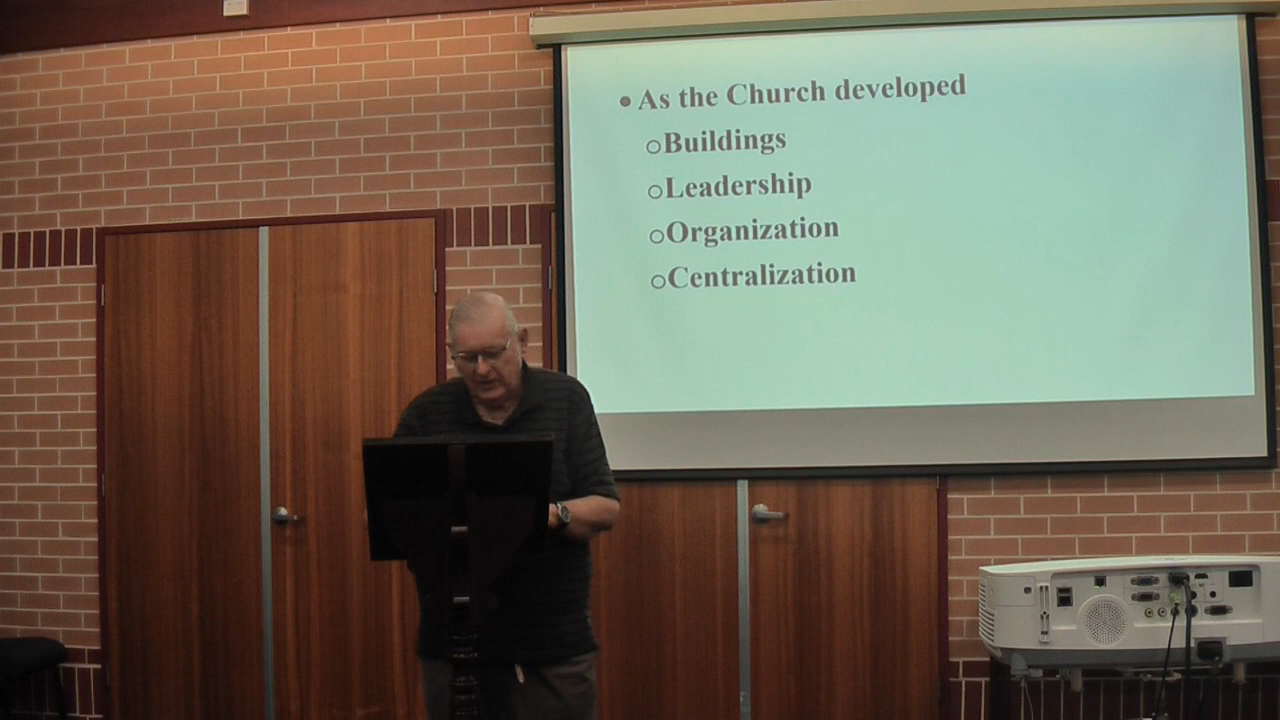 • As the Church developed
○Buildings
○Leadership
○Organization
○Centralization